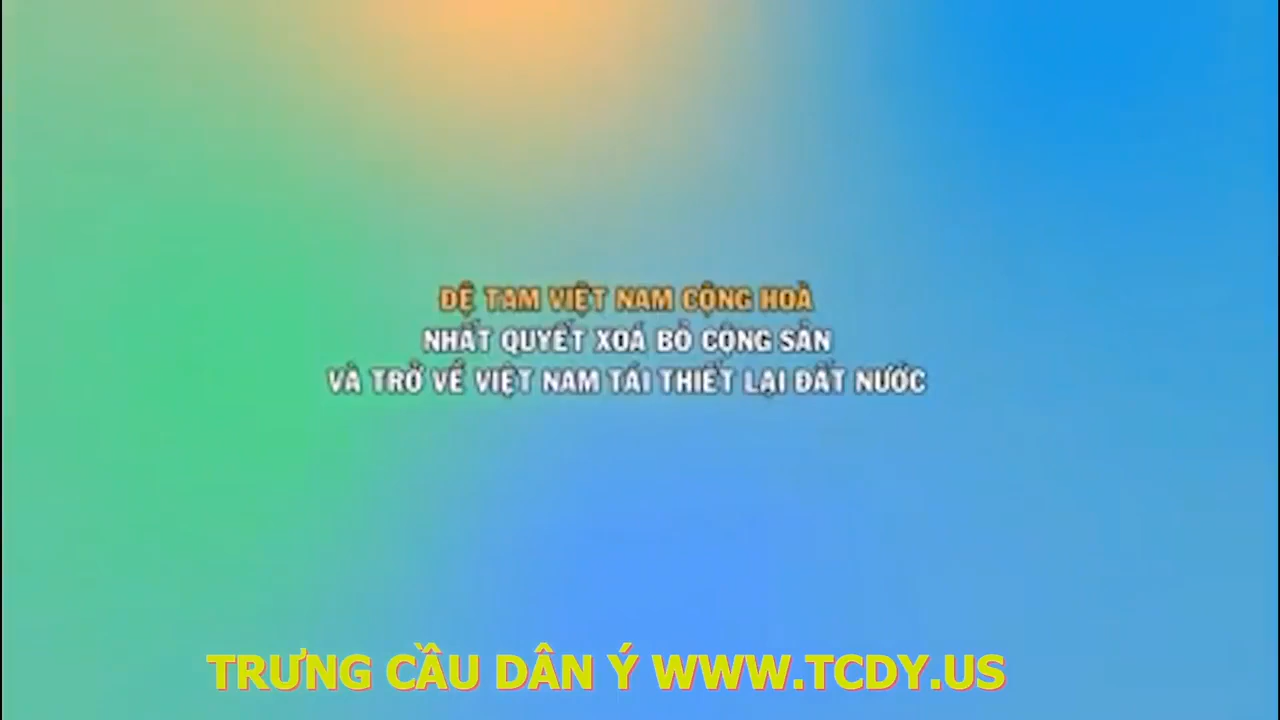 ĐỆ TAM VIỆT NAM CỘNG HOÀ
NHẤT QUYẾT XOÁ BỎ CỘNG SẢN
VÀ TRỞ VỀ VIỆT NAM TÁI THIẾT LẠI ĐẤT NƯỚC
TRƯNG CẦU DÂN Ý WWW.TCDY.US